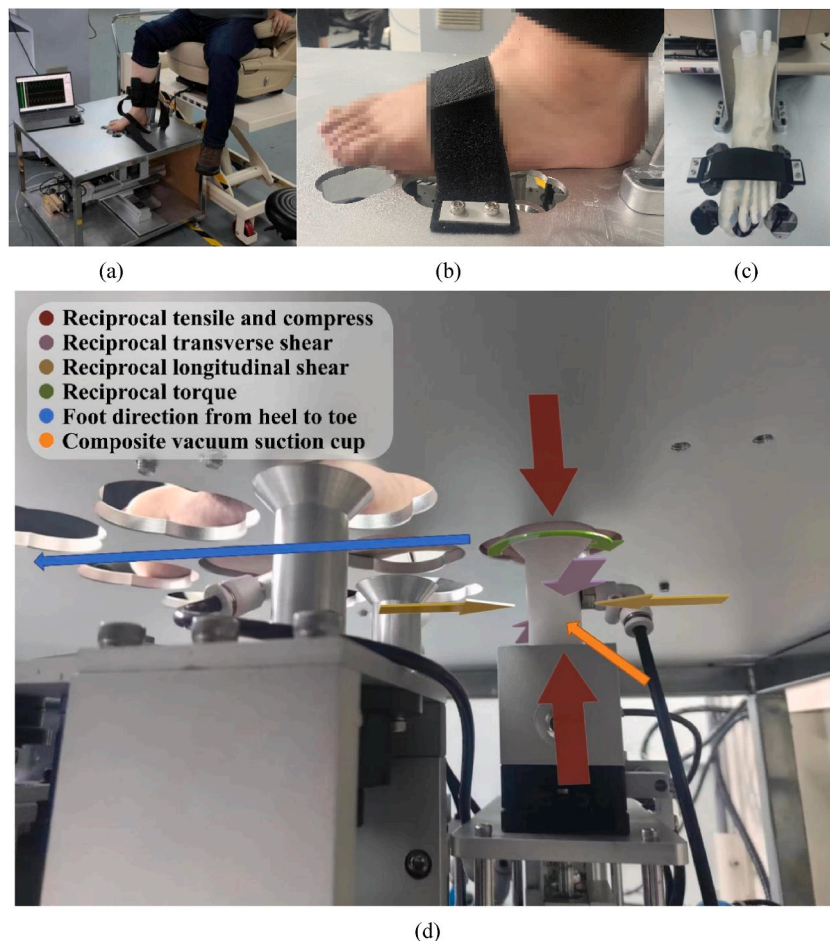 (a)
(b)
(c)
Reciprocal tensile and compress
Reciprocal transverse shear
Reciprocal longitudinal shear
Reciprocal torque
Foot direction from heel to toe
Composite vacuum suction cup
(d)